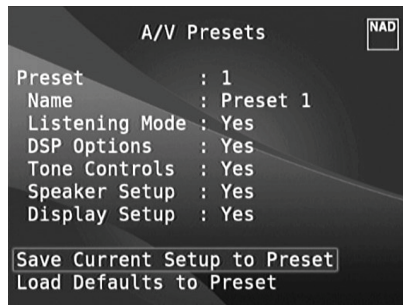 A/V Presets
NAD
Preset : 1
Name : Preset 1
Listening Mode : Yes
DSP Options : Yes
Tone Controls : Yes
Speaker Setup : Yes
Display Setup : Yes
Save Current Setup to Preset
Load Defaults to Preset